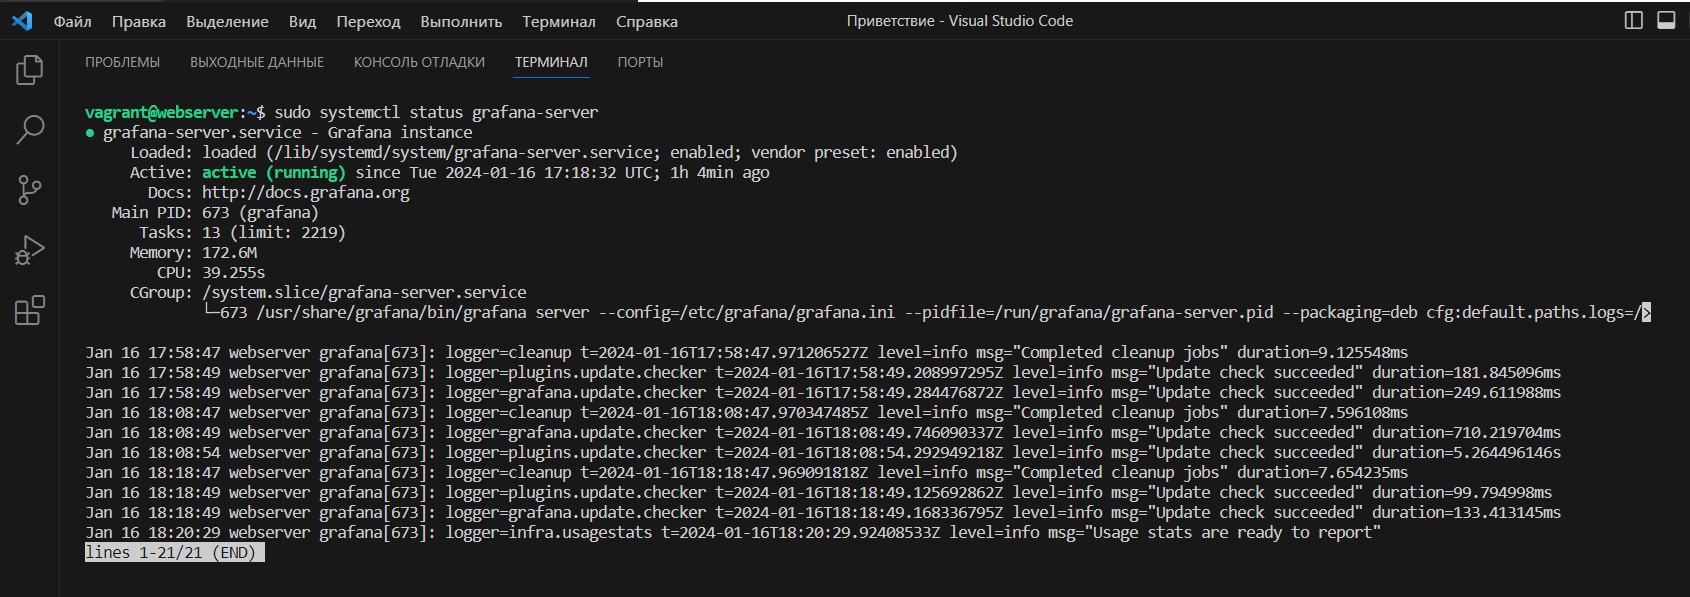 Файл Правка Выделение Вид Переход Выполнить Терминал Справка Приветствие - Visual Studio Code
ПРОБЛЕМЫ ВЫХОДНЫЕ ДАННЫЕ КОНСОЛЬ ОТЛАДКИ ТЕРМИНАЛ ПОРТЫ
vagrant@webserver:~$ sudo systemctl status grafana-server
● grafana-server.service - Grafana instance
Loaded: loaded (/lib/systemd/system/grafana-server.service; enabled; vendor preset: enabled)
Active: active (running) since Tue 2024-01-16 17:18:32 UTC; 1h 4min ago
Docs: http://docs.grafana.org
Main PID: 673 (grafana)
Tasks: 13 (limit: 2219)
Memory: 172.6M
CPU: 39.255s
CGroup: /system.slice/grafana-server.service
└─673 /usr/share/grafana/bin/grafana server --config=/etc/grafana/grafana.ini --pidfile=/run/grafana/grafana-server.pid --packaging=deb cfg:default.paths.logs=/>
Jan 16 17:58:47 webserver grafana[673]: logger=cleanup t=2024-01-16T17:58:47.971206527Z level=info msg="Completed cleanup jobs" duration=9.125548ms
Jan 16 17:58:49 webserver grafana[673]: logger=plugins.update.checker t=2024-01-16T17:58:49.208997295Z level=info msg="Update check succeeded" duration=181.845096ms
Jan 16 17:58:49 webserver grafana[673]: logger=grafana.update.checker t=2024-01-16T17:58:49.284476872Z level=info msg="Update check succeeded" duration=249.611988ms
Jan 16 18:08:47 webserver grafana[673]: logger=cleanup t=2024-01-16T18:08:47.970347485Z level=info msg="Completed cleanup jobs" duration=7.596108ms
Jan 16 18:08:49 webserver grafana[673]: logger=grafana.update.checker t=2024-01-16T18:08:49.746090337Z level=info msg="Update check succeeded" duration=710.219704ms
Jan 16 18:08:54 webserver grafana[673]: logger=plugins.update.checker t=2024-01-16T18:08:54.292949218Z level=info msg="Update check succeeded" duration=5.264496146s
Jan 16 18:18:47 webserver grafana[673]: logger=cleanup t=2024-01-16T18:18:47.969091818Z level=info msg="Completed cleanup jobs" duration=7.654235ms
Jan 16 18:18:49 webserver grafana[673]: logger=plugins.update.checker t=2024-01-16T18:18:49.125692862Z level=info msg="Update check succeeded" duration=99.794998ms
Jan 16 18:18:49 webserver grafana[673]: logger=grafana.update.checker t=2024-01-16T18:18:49.168336795Z level=info msg="Update check succeeded" duration=133.413145ms
Jan 16 18:20:29 webserver grafana[673]: logger=infra.usagestats t=2024-01-16T18:20:29.92408533Z level=info msg="Usage stats are ready to report"
lines 1-21/21 (END)